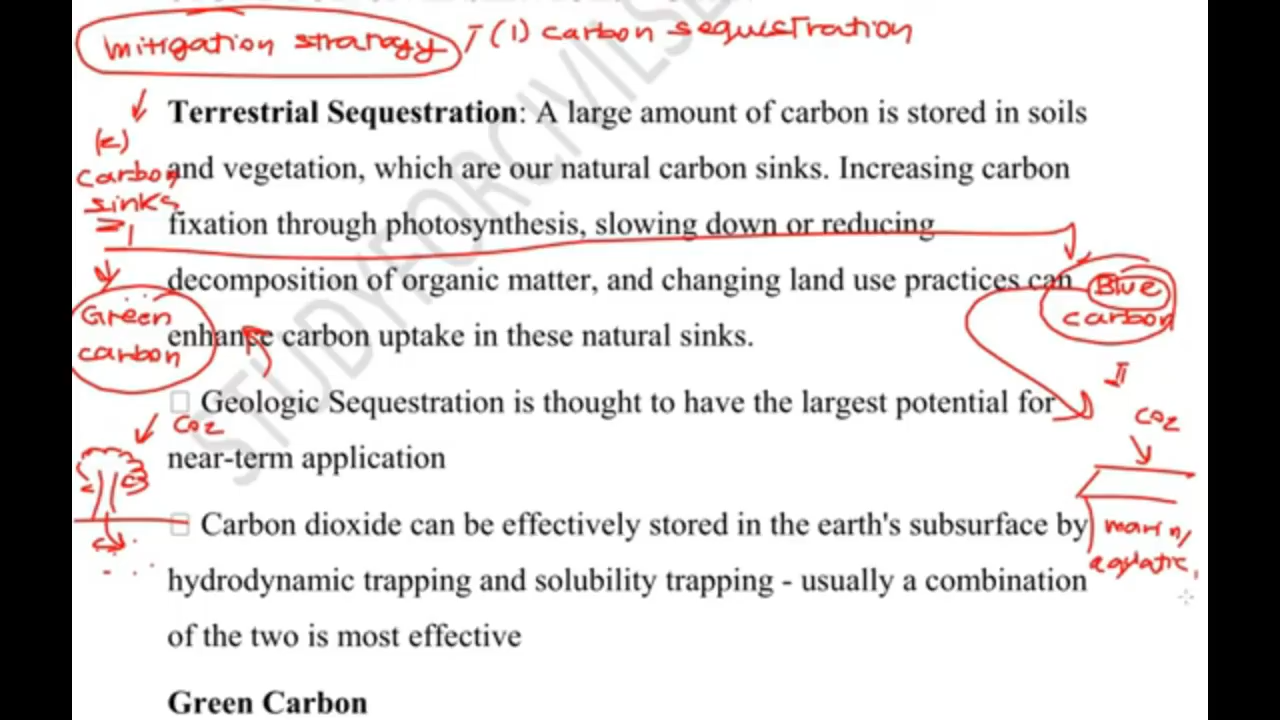 mitigation strategy (1) carbon sequestration
Terrestrial Sequestration: A large amount of carbon is stored in soils
(2)
carbon
sinks
and vegetation, which are our natural carbon sinks. Increasing carbon
fixation through photosynthesis, slowing down or reducing
decomposition of organic matter, and changing land use practices can
enhance carbon uptake in these natural sinks.
Green
carbon
Blue
carbon
Geologic Sequestration is thought to have the largest potential for
near-term application
CO2
CO2
Carbon dioxide can be effectively stored in the earth's subsurface by
hydrodynamic trapping and solubility trapping - usually a combination
of the two is most effective
Green Carbon